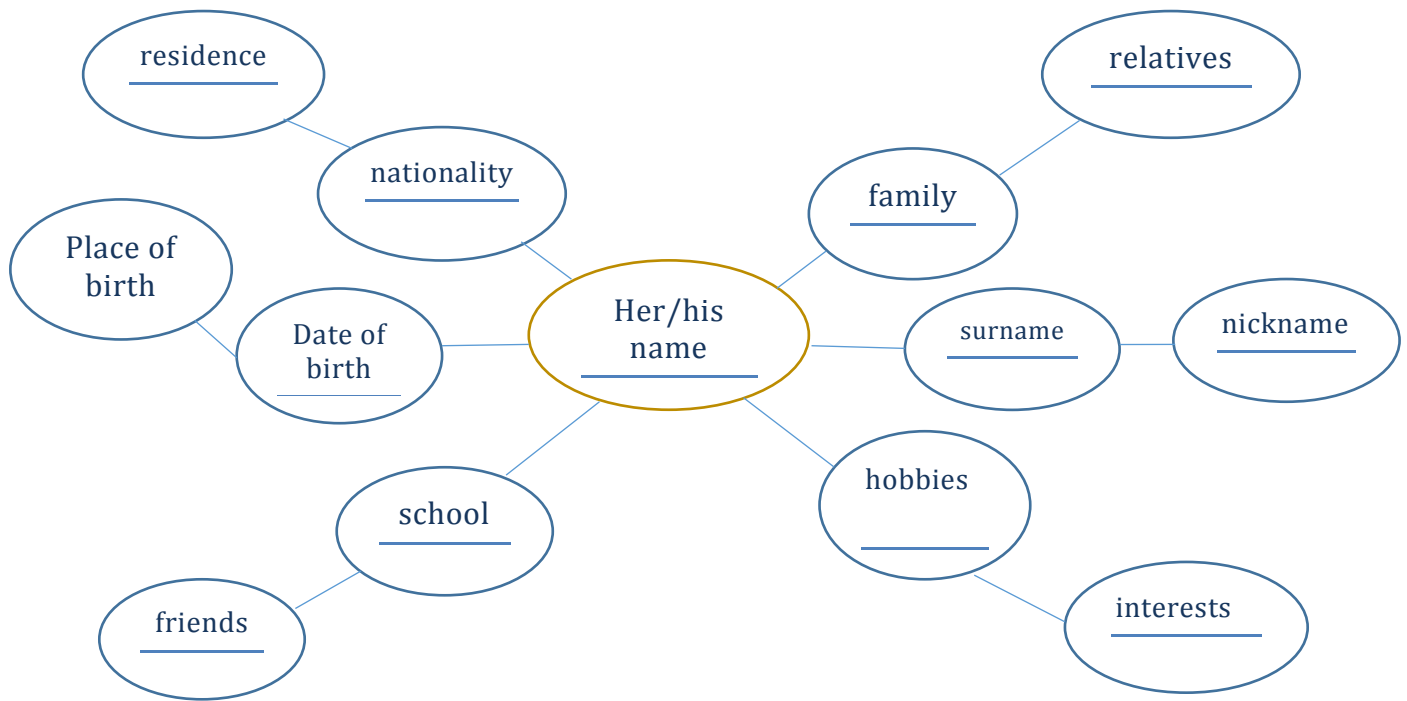 residence
relatives
nationality
family
Place of
birth
Her/his
name
surname
nickname
Date of
birth
hobbies
school
friends
interests